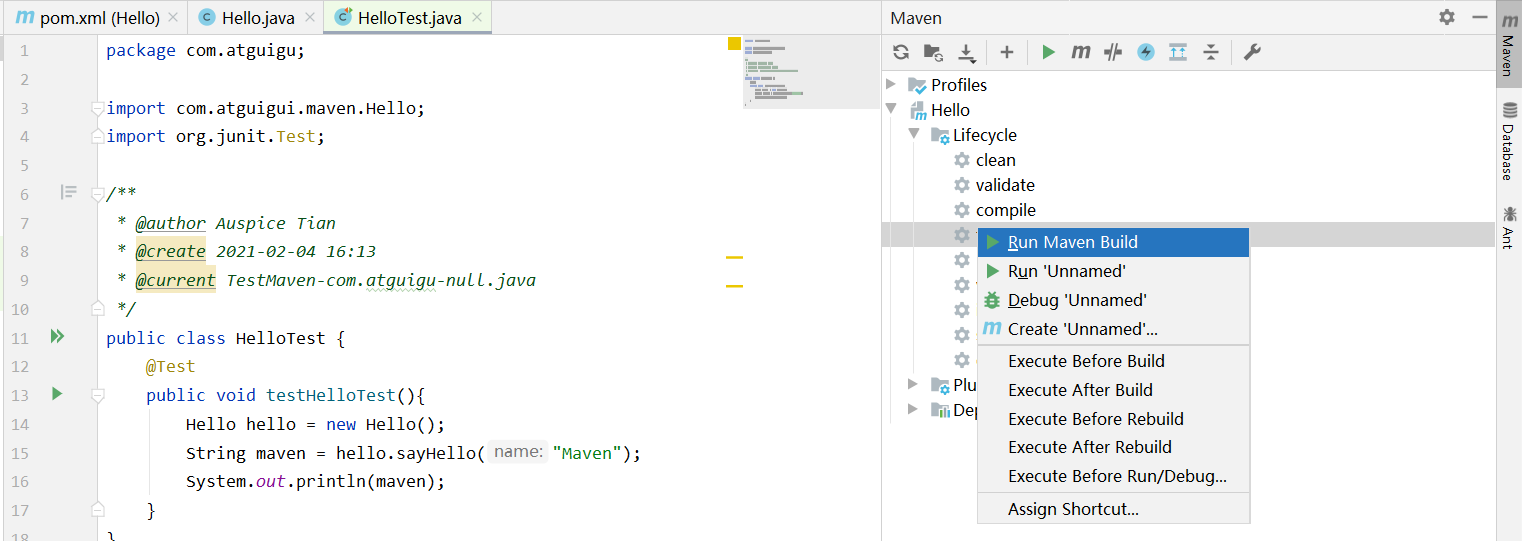 pom.xml (Hello)
Hello.java
HelloTest.java
1 package com.atguigu;
2
3 import com.atguigui.maven.Hello;
4 import org.junit.Test;
5
6 /**
7 * @author Auspice Tian
8 * @create 2021-02-04 16:13
9 * @current TestMaven-com.atguigu-null.java
10 */
11 public class HelloTest {
12 @Test
13 public void testHelloTest(){
14 Hello hello = new Hello();
15 String maven = hello.sayHello( name: "Maven");
16 System.out.println(maven);
17 }
18 }
Maven
Profiles
Hello
Lifecycle
clean
validate
compile
Run Maven Build
Run 'Unnamed'
Debug 'Unnamed'
Create 'Unnamed'...
Execute Before Build
Execute After Build
Execute Before Rebuild
Execute After Rebuild
Execute Before Run/Debug...
Assign Shortcut...
Plu
Dep
Maven
Database
Ant